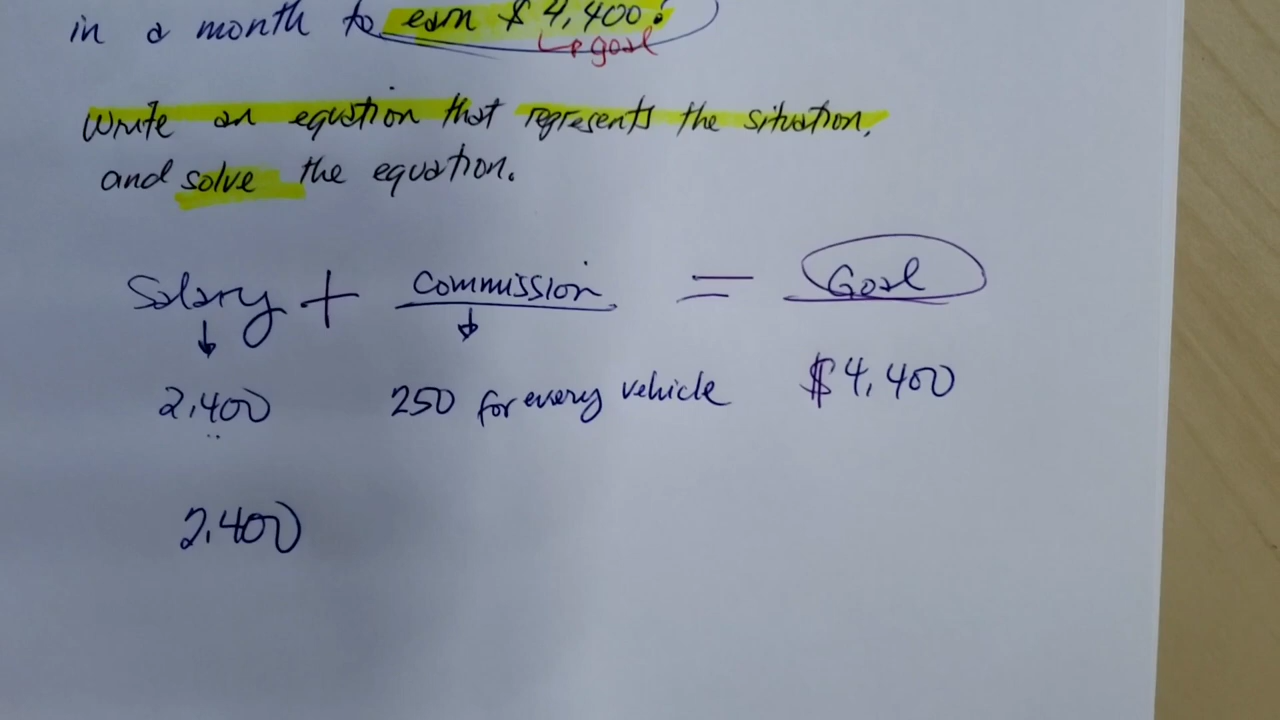 in a month to earn $4,400?
goal
Write an equation that represents the situation,
and solve the equation.
Salary + Commission = Goal
2,400 250 for every vehicle $4,400
2,400